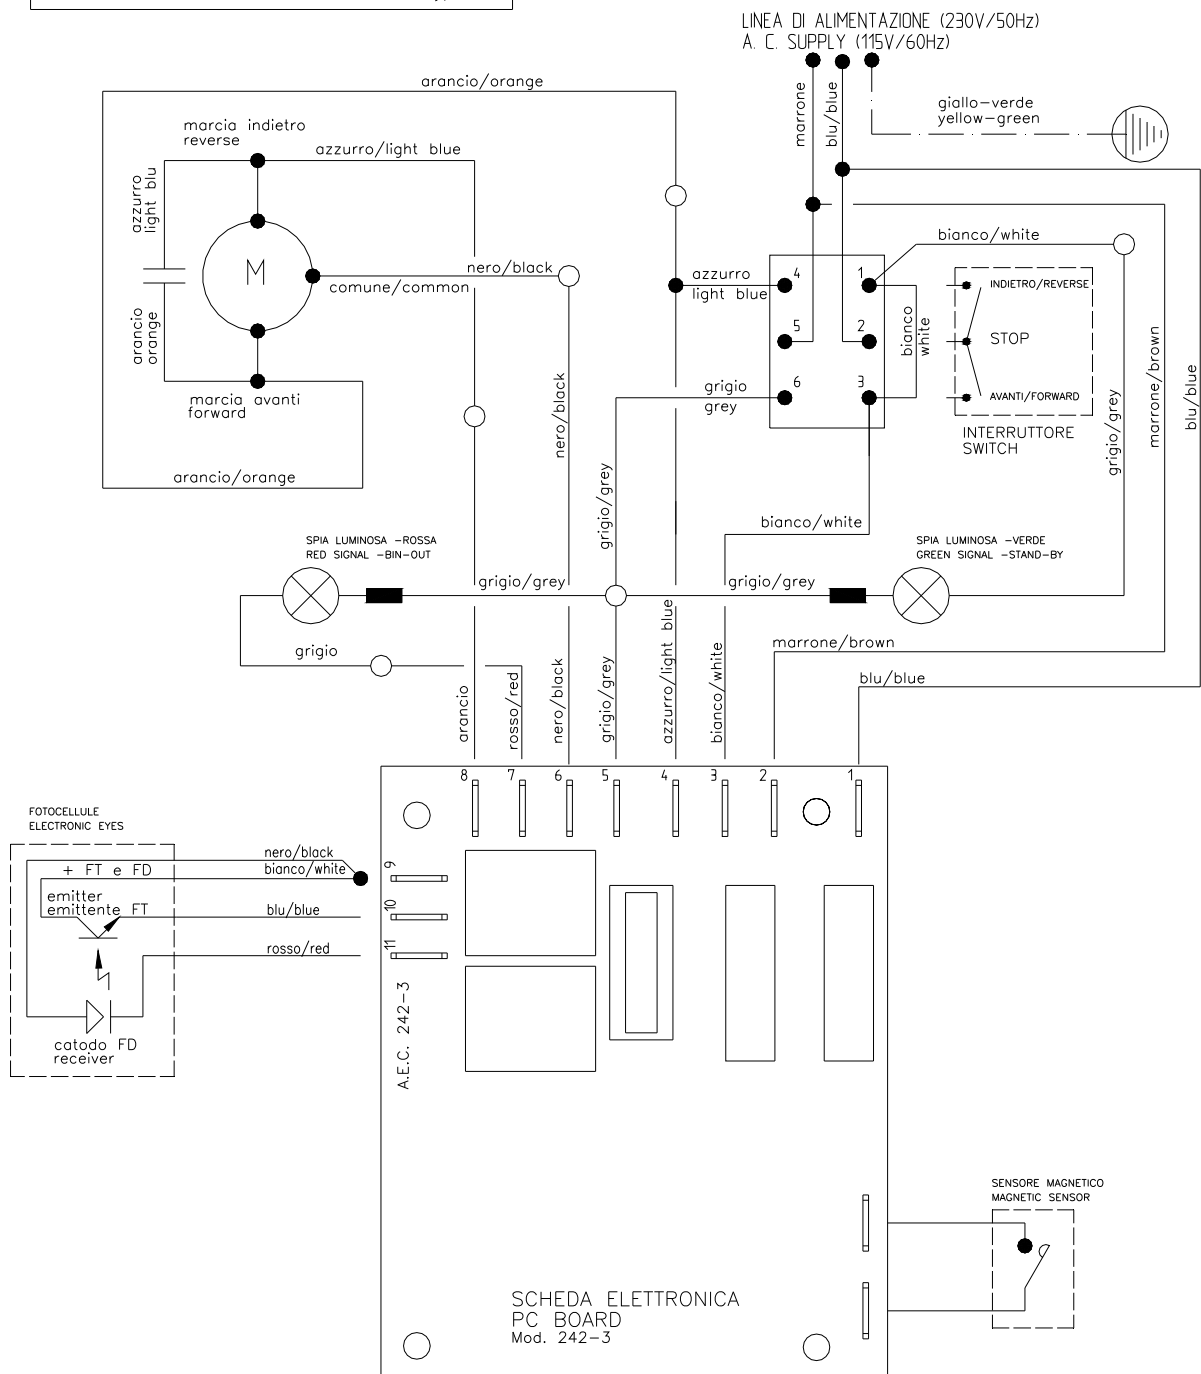 LINEA DI ALIMENTAZIONE (230V/50Hz)
A. C. SUPPLY (115V/60Hz)
arancio/orange
marrone
blu/blue
giallo-verde
yellow-green
marcia indietro
reverse
azzurro/light blue
azzurro
light blu
M
nero/black
comune/common
arancio
orange
marcia avanti
forward
arancio/orange
bianco/white
azzurro
light blue
4
1
5
2
6
3
bianco
white
grigio
grey
INDIETRO/REVERSE
STOP
AVANTI/FORWARD
INTERRUTTORE
SWITCH
grigio/grey
marrone/brown
blu/blue
nero/black
grigio/grey
bianco/white
SPIA LUMINOSA -ROSSA
RED SIGNAL -BIN-OUT
SPIA LUMINOSA -VERDE
GREEN SIGNAL -STAND-BY
grigio/grey
grigio/grey
grigio
marrone/brown
blu/blue
arancio
rosso/red
nero/black
grigio/grey
azzurro/light blue
bianco/white
8
7
6
5
4
3
2
1
FOTOCELLULE
ELECTRONIC EYES
nero/black
+ FT e FD
bianco/white
emitter
emittente FT
blu/blue
rosso/red
9
10
11
catodo FD
receiver
A.E.C. 242-3
SENSORE MAGNETICO
MAGNETIC SENSOR
SCHEDA ELETTRONICA
PC BOARD
Mod. 242-3